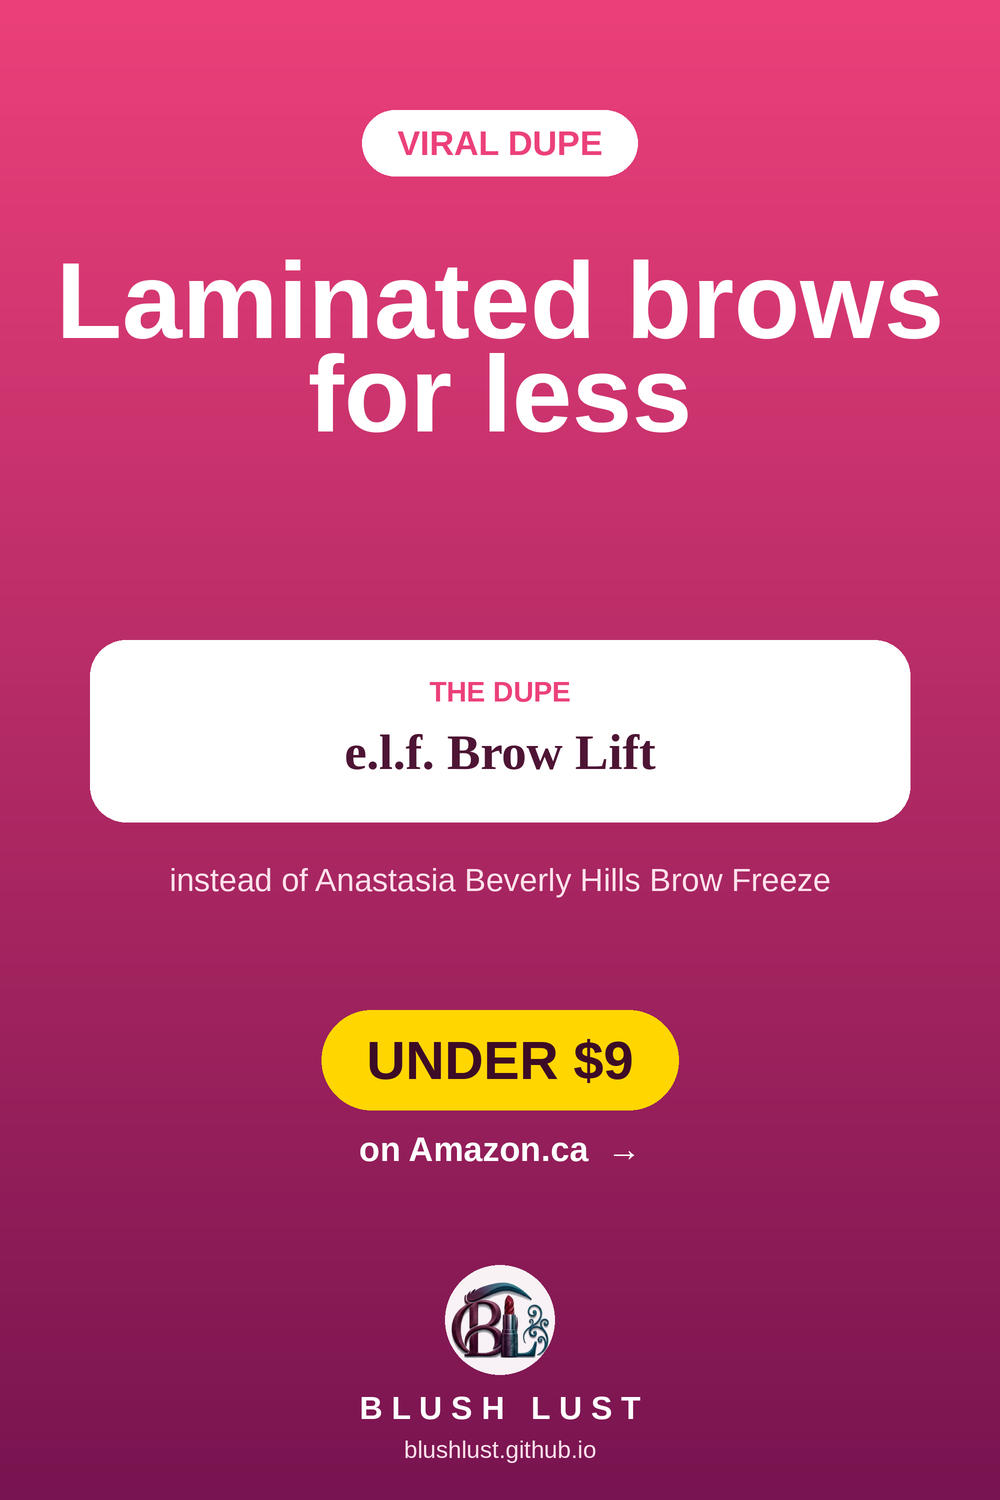 VIRAL DUPE
Laminated brows
for less
THE DUPE
e.l.f. Brow Lift
instead of Anastasia Beverly Hills Brow Freeze
UNDER $9
on Amazon.ca →
BL
BLUSH LUST
blushlust.github.io